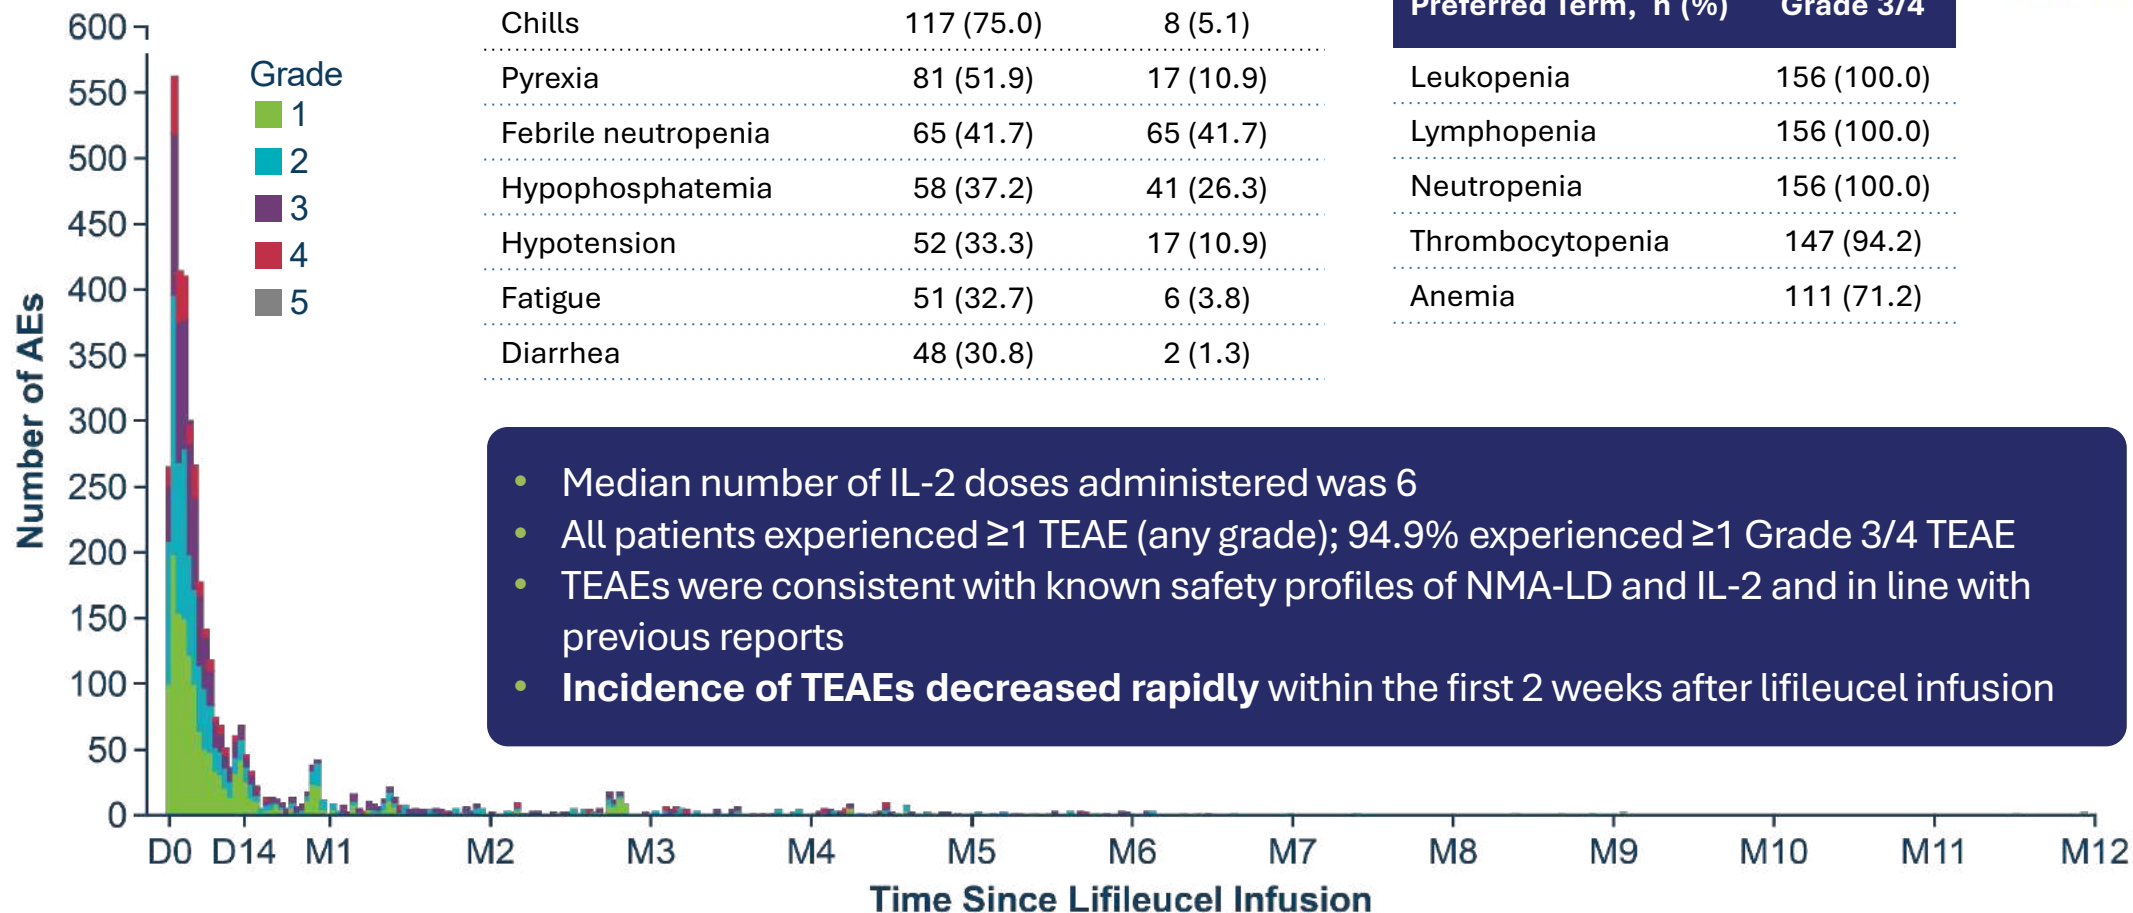 Chills 117 (75.0) 8 (5.1)
Pyrexia 81 (51.9) 17 (10.9)
Febrile neutropenia 65 (41.7) 65 (41.7)
Hypophosphatemia 58 (37.2) 41 (26.3)
Hypotension 52 (33.3) 17 (10.9)
Fatigue 51 (32.7) 6 (3.8)
Diarrhea 48 (30.8) 2 (1.3)
Preferred Term, n (%) Grade 3/4
Leukopenia 156 (100.0)
Lymphopenia 156 (100.0)
Neutropenia 156 (100.0)
Thrombocytopenia 147 (94.2)
Anemia 111 (71.2)
Grade
1
2
3
4
5
Number of AEs
600
550
500
450
400
350
300
250
200
150
100
50
0
• Median number of IL-2 doses administered was 6
• All patients experienced ≥1 TEAE (any grade); 94.9% experienced ≥1 Grade 3/4 TEAE
• TEAEs were consistent with known safety profiles of NMA-LD and IL-2 and in line with
previous reports
• Incidence of TEAEs decreased rapidly within the first 2 weeks after lifileucel infusion
D0 D14 M1 M2 M3 M4 M5 M6 M7 M8 M9 M10 M11 M12
Time Since Lifileucel Infusion